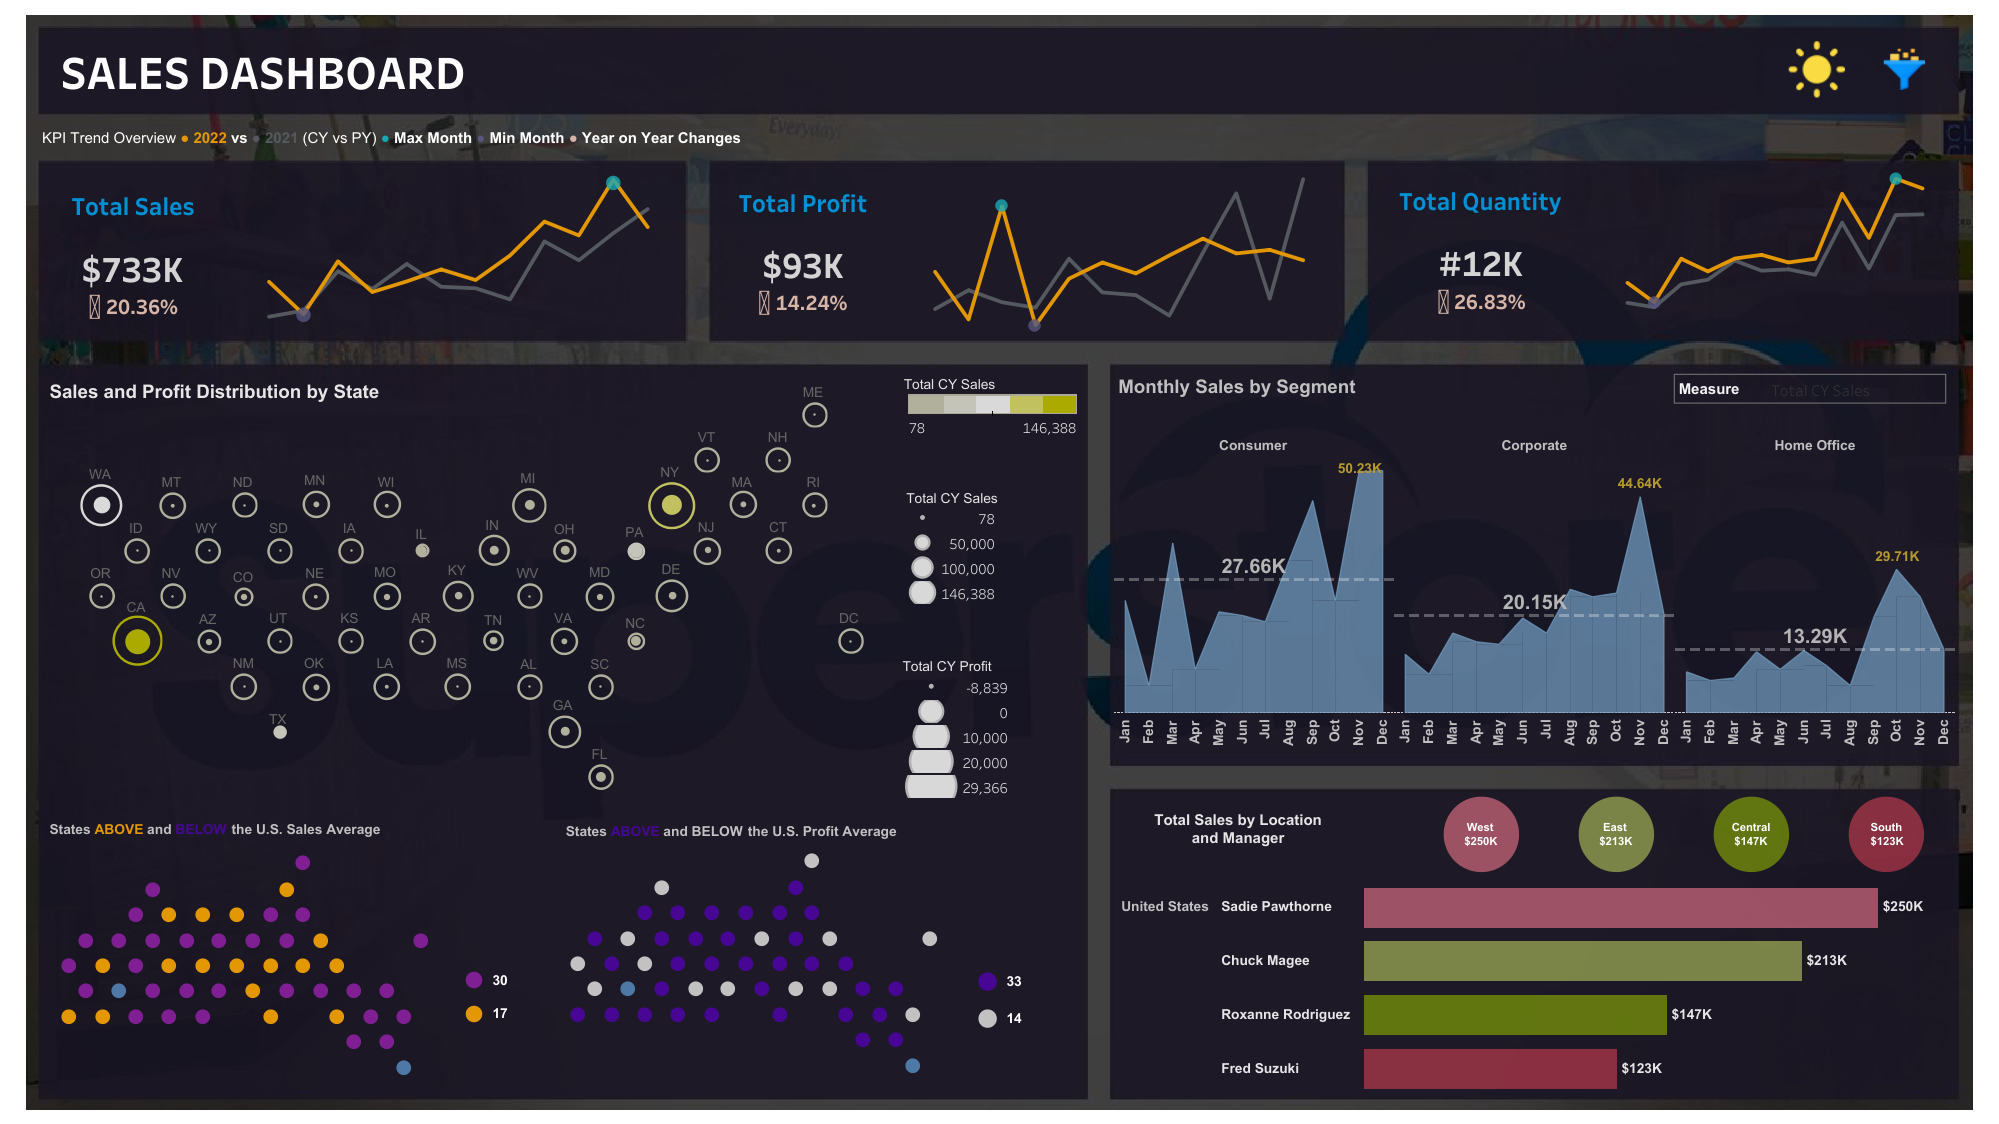 SALES DASHBOARD
KPI Trend Overview ● 2022 vs ● 2021 (CY vs PY) ● Max Month ● Min Month ● Year on Year Changes
Total Sales
$733K
20.36%
Total Profit
$93K
14.24%
Total Quantity
#12K
26.83%
Sales and Profit Distribution by State
ME
VT NH
WA MT ND MN WI MI NY MA RI
ID WY SD IA IL IN OH PA NJ CT
OR NV CO NE MO KY WV MD DE
CA AZ UT KS AR TN VA NC DC
NM OK LA MS AL SC
TX GA
FL
Total CY Sales
78 146,388
Total CY Sales
78
50,000
100,000
146,388
Total CY Profit
-8,839
0
10,000
20,000
29,366
States ABOVE and BELOW the U.S. Sales Average
30
17
States ABOVE and BELOW the U.S. Profit Average
33
14
Monthly Sales by Segment
Measure Total CY Sales
Consumer Corporate Home Office
50.23K
44.64K
29.71K
27.66K
20.15K
13.29K
Jan Feb Mar Apr May Jun Jul Aug Sep Oct Nov Dec Jan Feb Mar Apr May Jun Jul Aug Sep Oct Nov Dec Jan Feb Mar Apr May Jun Jul Aug Sep Oct Nov Dec
Total Sales by Location
and Manager
West
$250K
East
$213K
Central
$147K
South
$123K
United States Sadie Pawthorne $250K
Chuck Magee $213K
Roxanne Rodriguez $147K
Fred Suzuki $123K